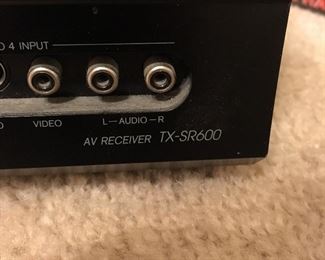 O 4 INPUT
O VIDEO L—AUDIO—R
AV RECEIVER TX-SR600